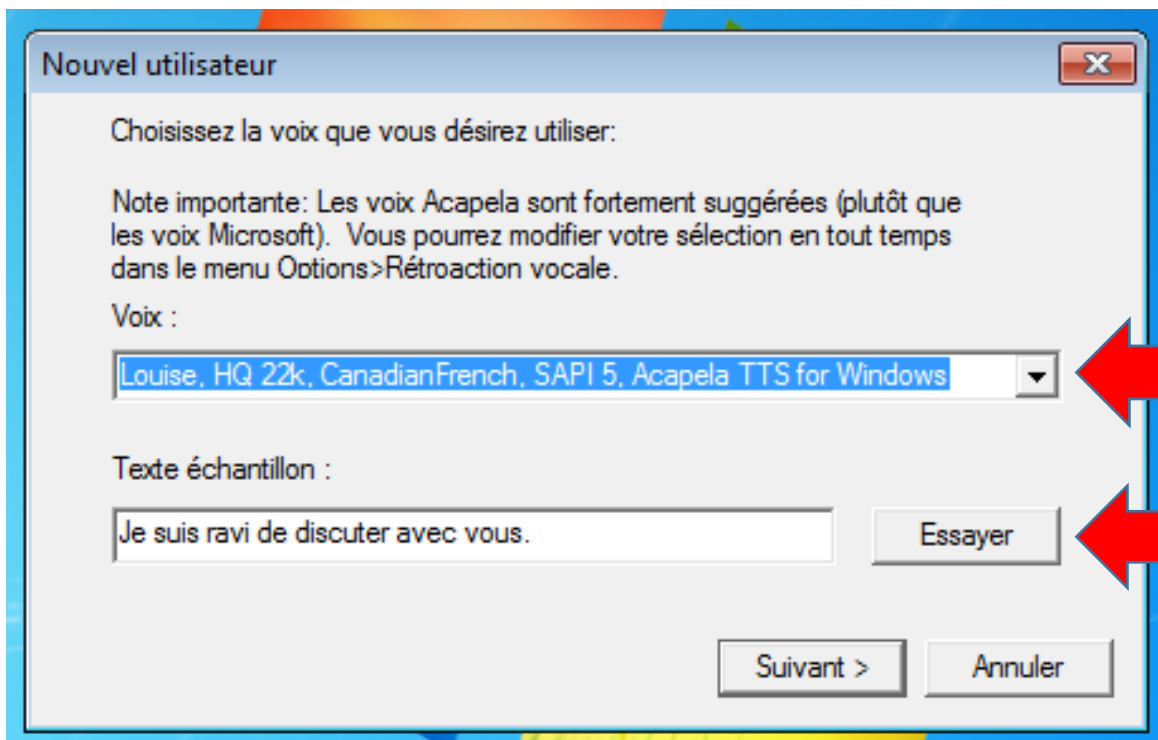 Nouvel utilisateur
Choisissez la voix que vous désirez utiliser:
Note importante: Les voix Acapela sont fortement suggérées (plutôt que
les voix Microsoft). Vous pourrez modifier votre sélection en tout temps
dans le menu Options>Rétroaction vocale.
Voix :
Louise, HQ 22k, CanadianFrench, SAPI 5, Acapela TTS for Windows
Texte échantillon :
Je suis ravi de discuter avec vous.
Essayer
Suivant >
Annuler